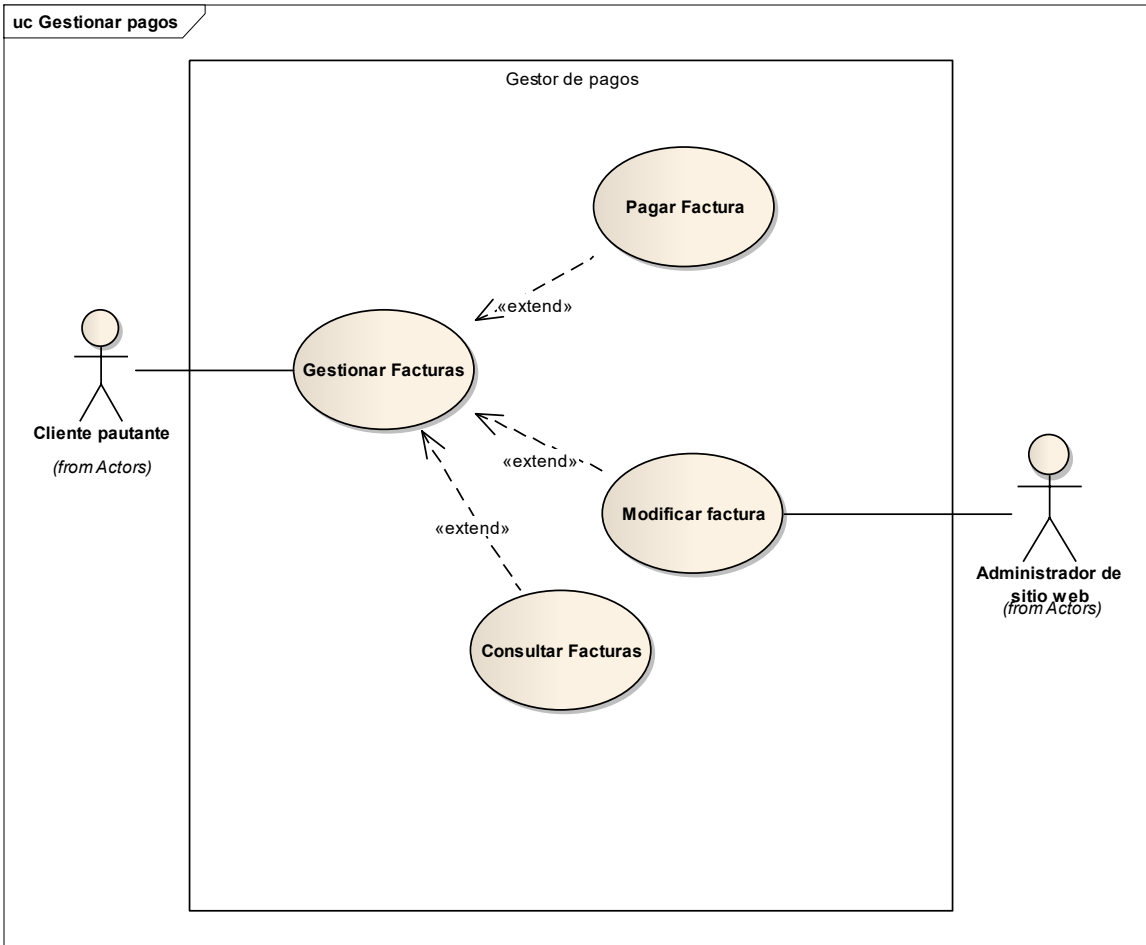 uc Gestionar pagos
Gestor de pagos
Pagar Factura
«extend»
Gestionar Facturas
Cliente pautante
(from Actors)
«extend»
Modificar factura
«extend»
Administrador de
sitio web
(from Actors)
Consultar Facturas